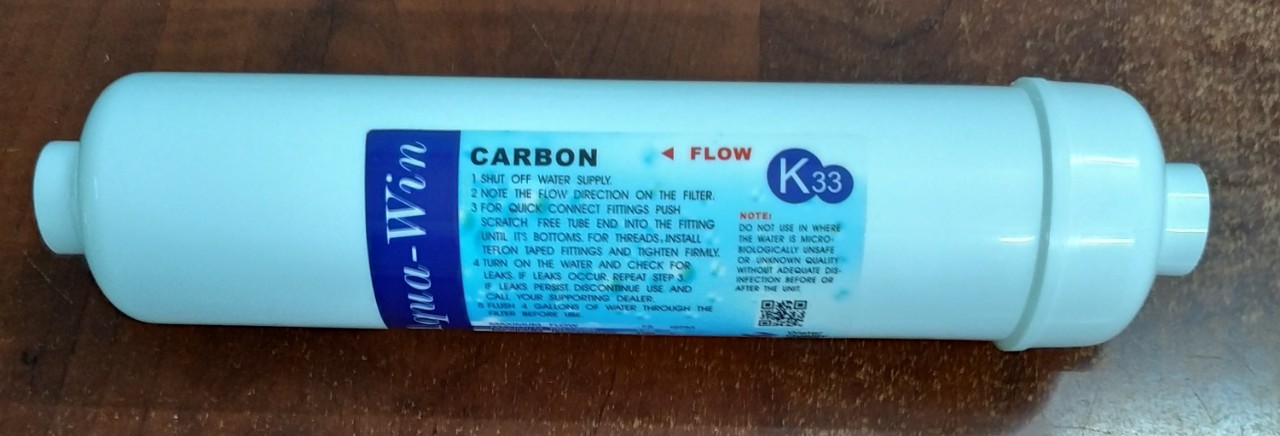 Aqua-Win
CARBON
◄ FLOW
K33
1 SHUT OFF WATER SUPPLY.
2 NOTE THE FLOW DIRECTION ON THE FILTER.
3 FOR QUICK CONNECT FITTINGS PUSH
SCRATCH FREE TUBE END INTO THE FITTING
UNTIL IT'S BOTTOMS. FOR THREADS, INSTALL
TEFLON TAPED FITTINGS AND TIGHTEN FIRMLY.
4 TURN ON THE WATER AND CHECK FOR
LEAKS. IF LEAKS OCCUR, REPEAT STEP 3.
IF LEAKS PERSIST, DISCONTINUE USE AND
CALL YOUR SUPPORTING DEALER.
5 FLUSH 4 GALLONS OF WATER THROUGH THE
FILTER BEFORE USE.
MAXIMUM FLOW
NOTE:
DO NOT USE IN WHERE
THE WATER IS MICRO-
BIOLOGICALLY UNSAFE
OR UNKNOWN QUALITY
WITHOUT ADEQUATE DIS-
INFECTION BEFORE OR
AFTER THE UNIT.
Water